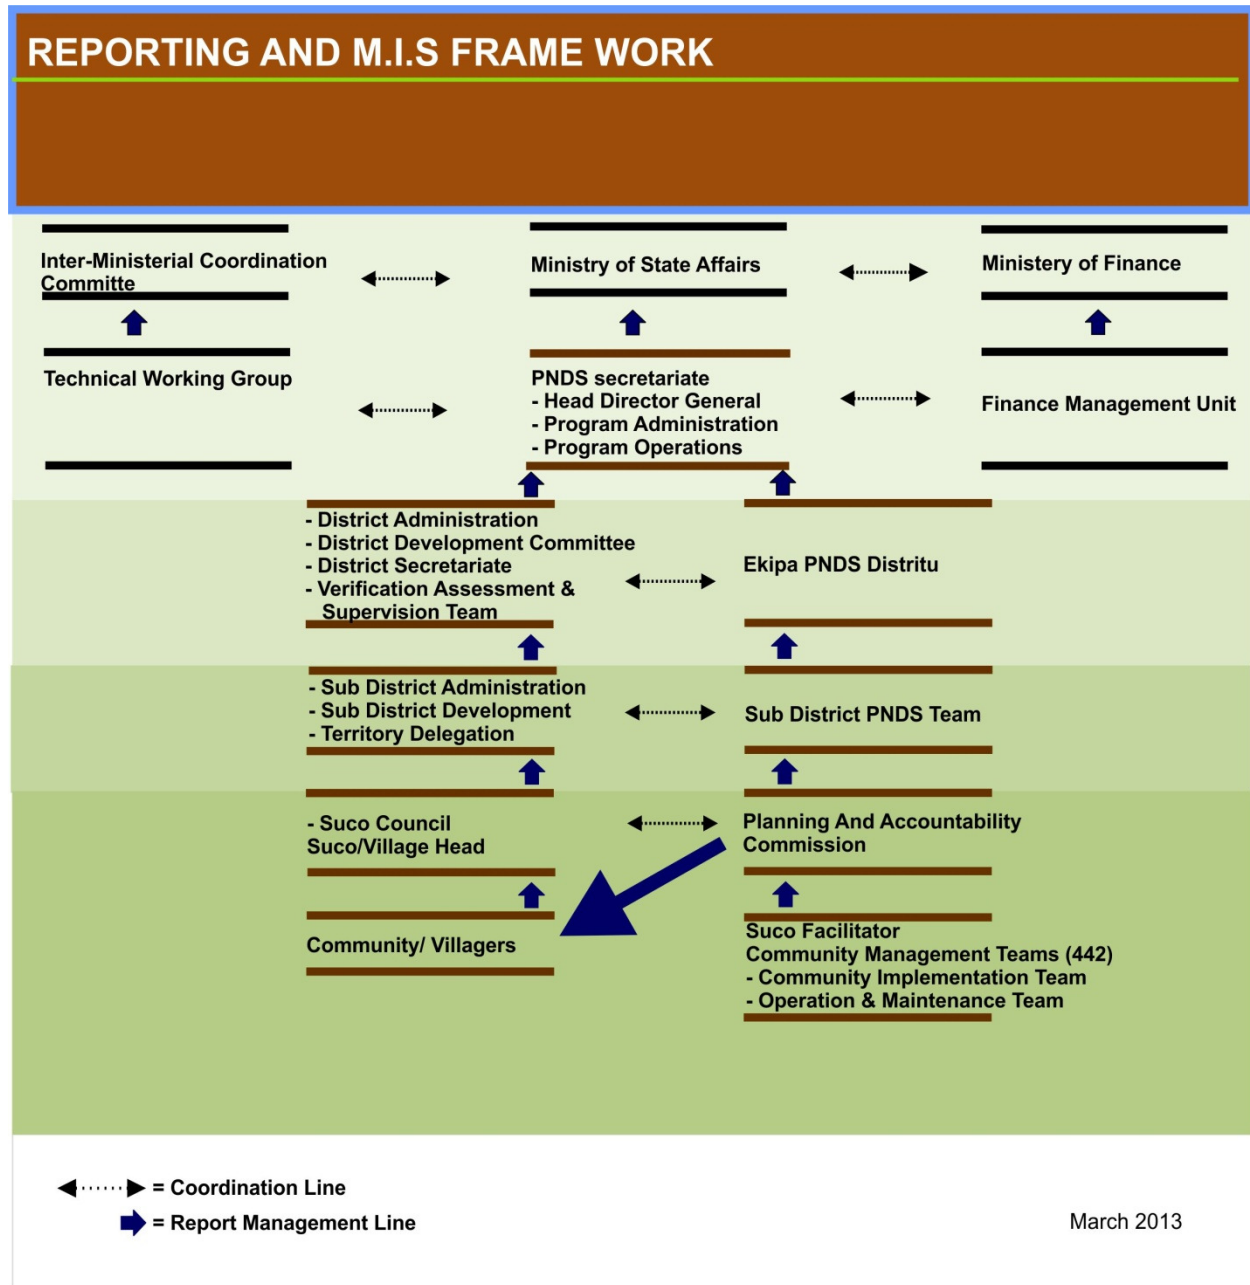 REPORTING AND M.I.S FRAME WORK
Inter-Ministerial Coordination
Committe
Ministry of State Affairs
Ministery of Finance
Technical Working Group
PNDS secretariate
- Head Director General
- Program Administration
- Program Operations
Finance Management Unit
- District Administration
- District Development Committee
- District Secretariate
- Verification Assessment &
Supervision Team
Ekipa PNDS Distritu
- Sub District Administration
- Sub District Development
- Territory Delegation
Sub District PNDS Team
- Suco Council
Suco/Village Head
Planning And Accountability
Commission
Community/ Villagers
Suco Facilitator
Community Management Teams (442)
- Community Implementation Team
- Operation & Maintenance Team
= Coordination Line
= Report Management Line
March 2013